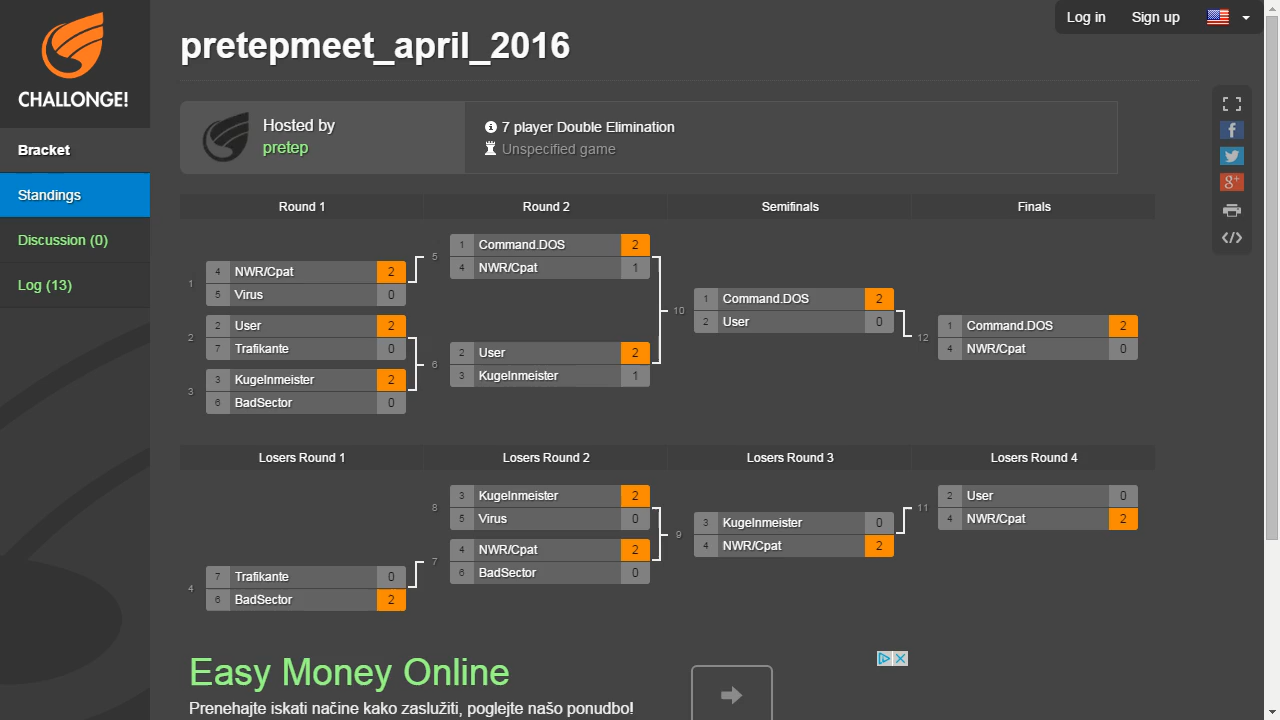 Log in
Sign up
CHALLONGE!
Bracket
Standings
Discussion (0)
Log (13)
pretepmeet_april_2016
Hosted by
pretep
7 player Double Elimination
Unspecified game
Round 1
Round 2
Semifinals
Finals
1
4 NWR/Cpat 2
5 Virus 0
2
2 User 2
7 Trafikante 0
3
3 Kugelnmeister 2
6 BadSector 0
5
1 Command.DOS 2
4 NWR/Cpat 1
6
2 User 2
3 Kugelnmeister 1
10
1 Command.DOS 2
2 User 0
12
1 Command.DOS 2
4 NWR/Cpat 0
Losers Round 1
Losers Round 2
Losers Round 3
Losers Round 4
4
7 Trafikante 0
6 BadSector 2
8
3 Kugelnmeister 2
5 Virus 0
7
4 NWR/Cpat 2
6 BadSector 0
9
3 Kugelnmeister 0
4 NWR/Cpat 2
11
2 User 0
4 NWR/Cpat 2
Easy Money Online
Prenehajte iskati načine kako zaslužiti, poglejte našo ponudbo!